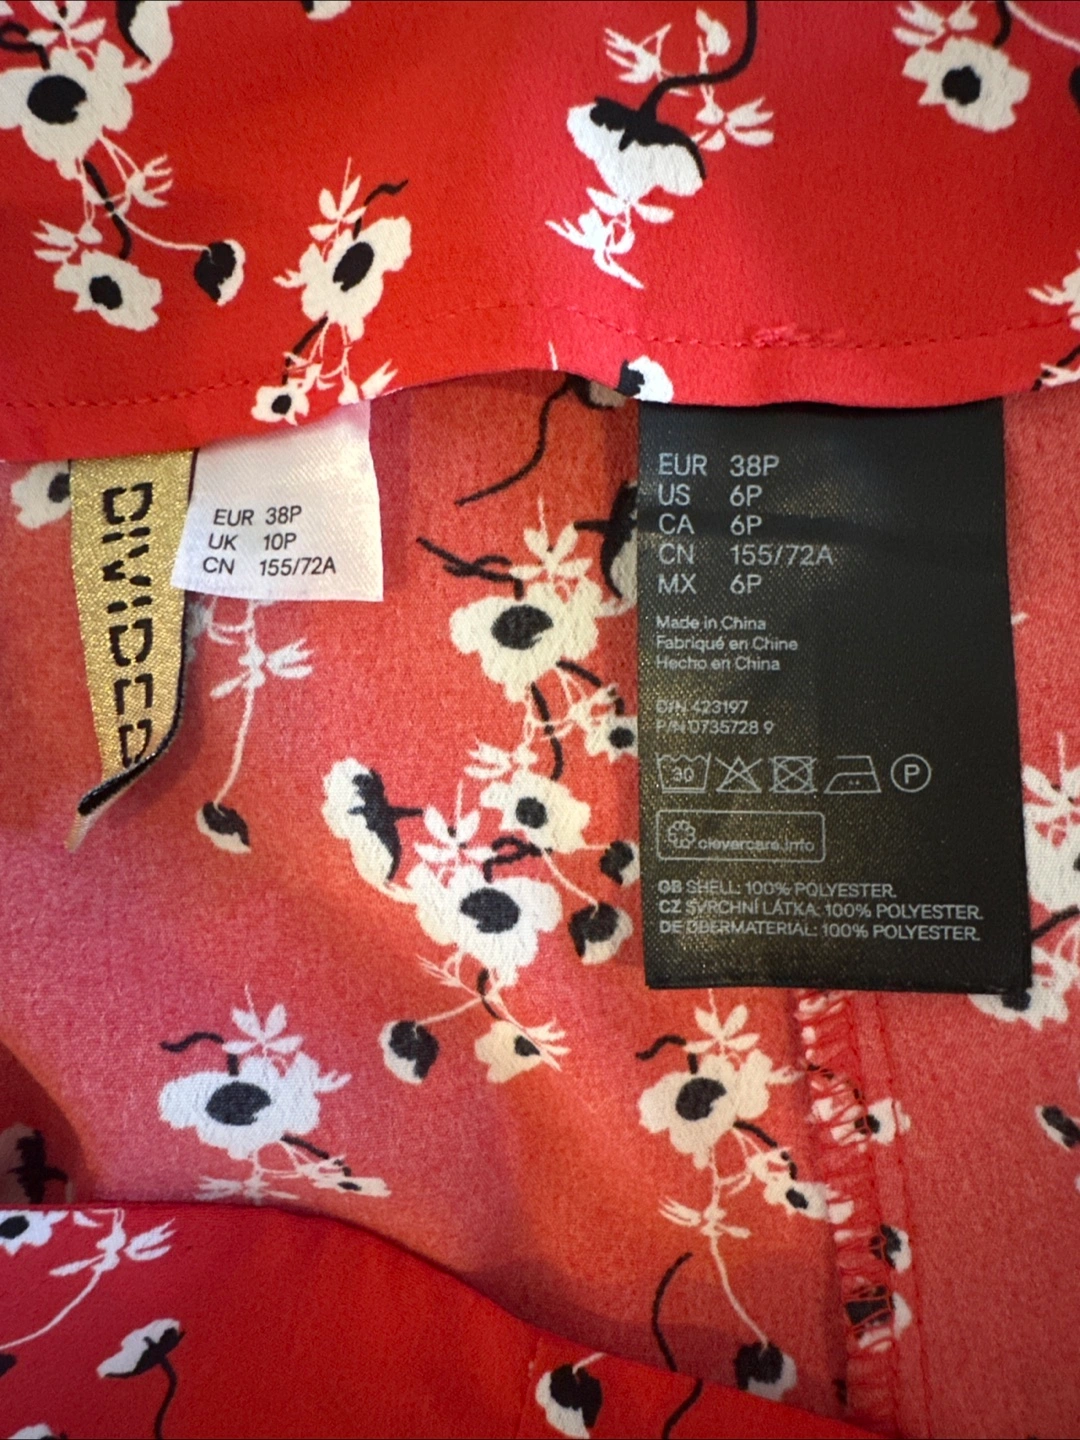 DIVIDED
EUR 38P
UK 10P
CN 155/72A
EUR 38P
US 6P
CA 6P
CN 155/72A
MX 6P
Made in China
Fabriqué en Chine
Hecho en China
D/N 423197
P/N 0735728 9
30
P
clevercare.info
GB SHELL: 100% POLYESTER.
CZ SVRCHNÍ LÁTKA: 100% POLYESTER.
DE OBERMATERIAL: 100% POLYESTER.